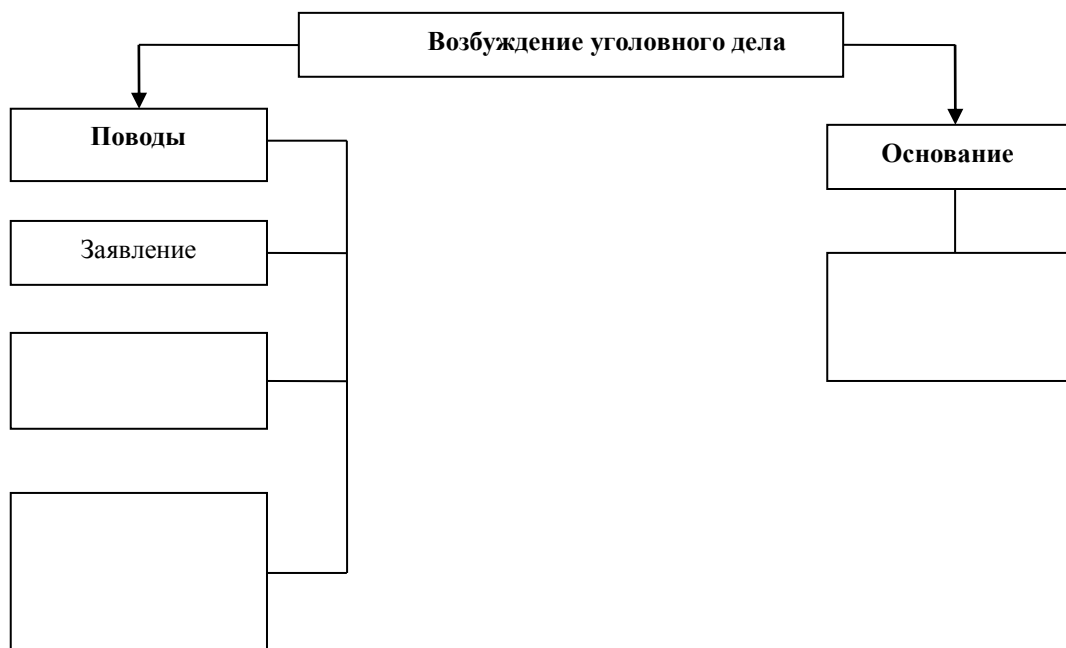 Возбуждение уголовного дела
Поводы
Основание
Заявление